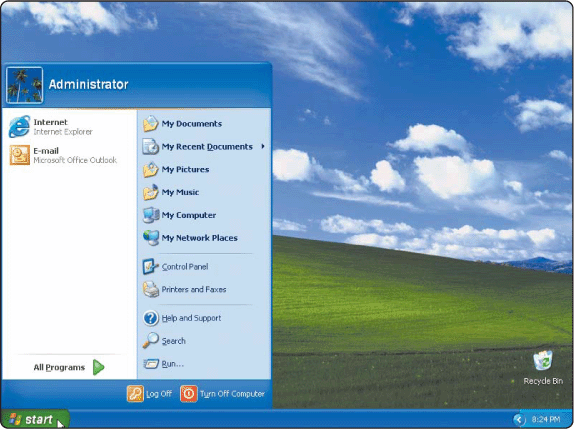 Administrator
Internet
Internet Explorer
E-mail
Microsoft Office Outlook
All Programs
My Documents
My Recent Documents
My Pictures
My Music
My Computer
My Network Places
Control Panel
Printers and Faxes
Help and Support
Search
Run...
Log Off
Turn Off Computer
Recycle Bin
start
8:24 PM